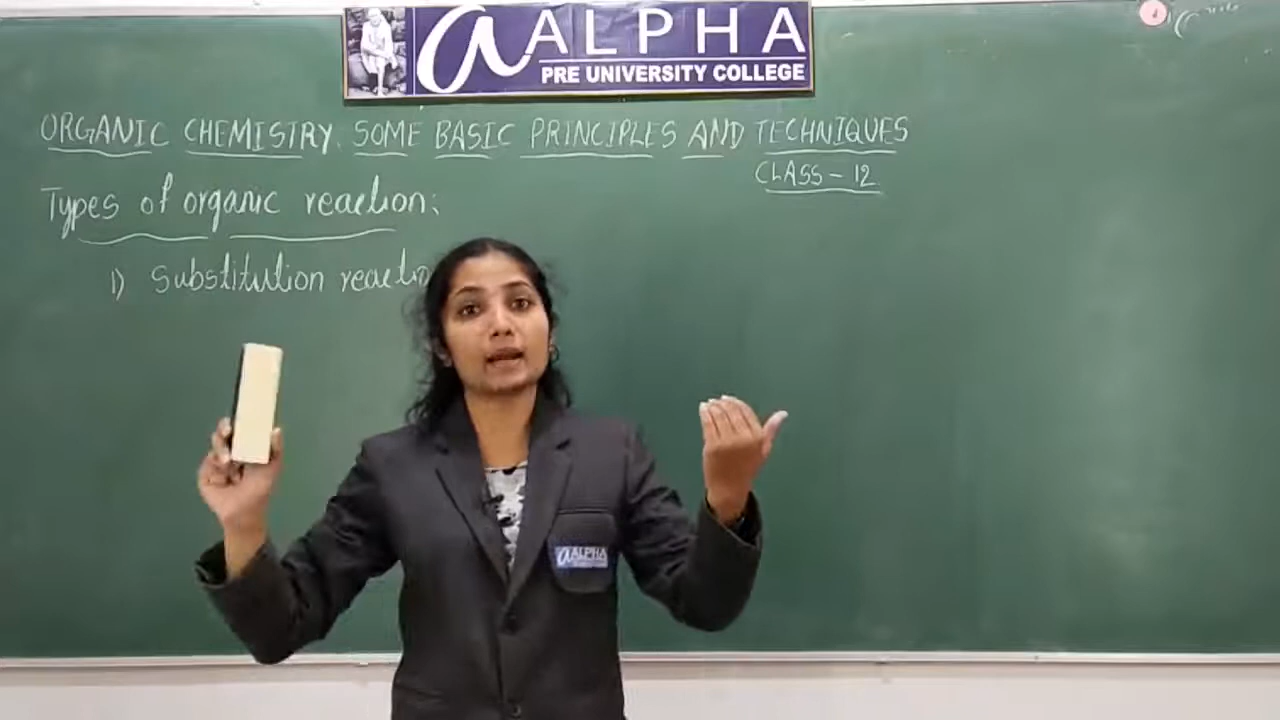 a ALPHA
PRE UNIVERSITY COLLEGE
ORGANIC CHEMISTRY. SOME BASIC PRINCIPLES AND TECHNIQUES
CLASS - 12
Types of organic reaction:
1) Substitution reactio
a ALPHA